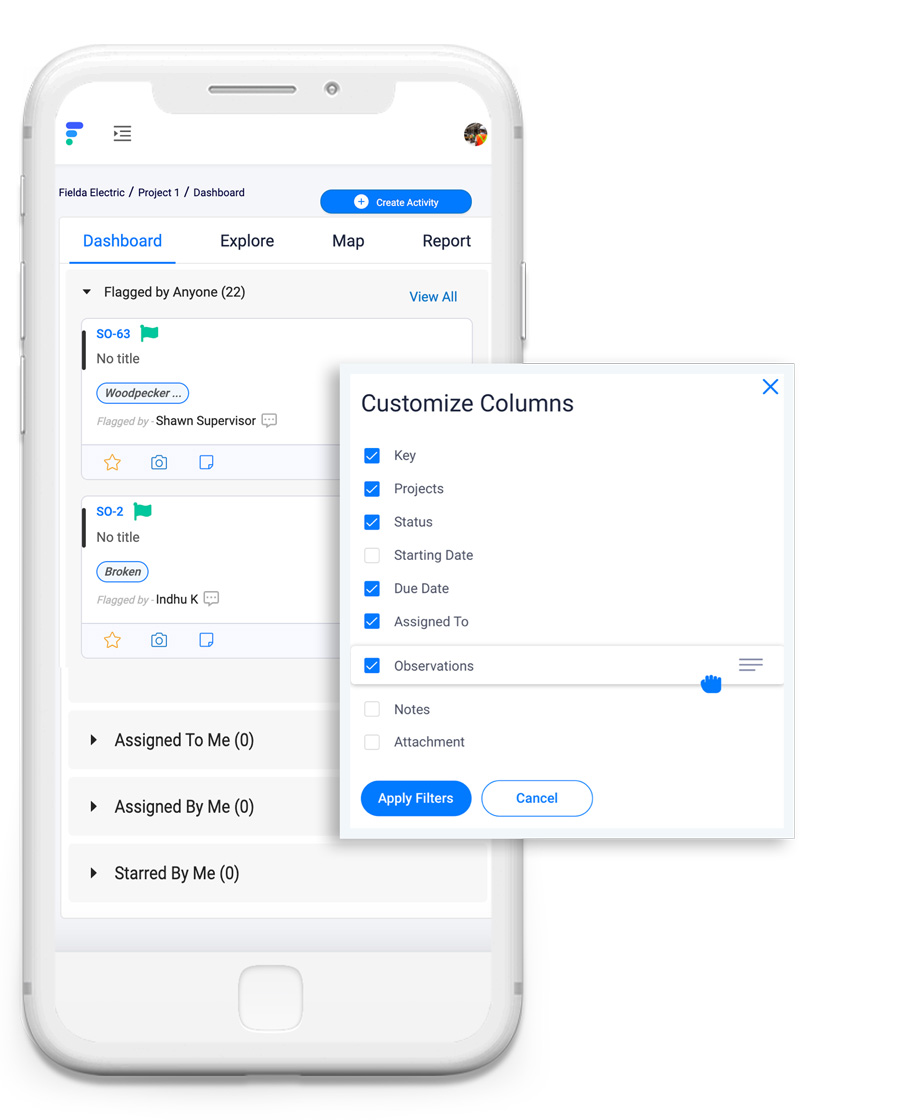 Fielda Electric / Project 1 / Dashboard
Create Activity
Dashboard Explore Map Report
Flagged by Anyone (22)
View All
SO-63
No title
Woodpecker ...
Flagged by - Shawn Supervisor
SO-2
No title
Broken
Flagged by - Indhu K
Assigned To Me (0)
Assigned By Me (0)
Starred By Me (0)
Customize Columns
Key
Projects
Status
Starting Date
Due Date
Assigned To
Observations
Notes
Attachment
Apply Filters Cancel